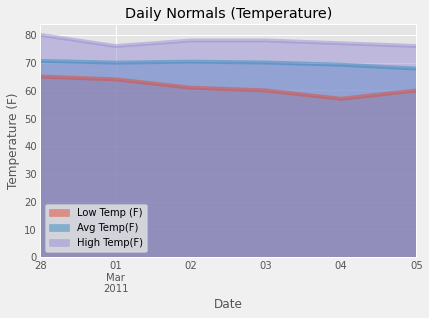 Daily Normals (Temperature)
80
70
60
50
40
30
20
10
0
Temperature (F)
Low Temp (F)
Avg Temp(F)
High Temp(F)
28
01
02
03
04
05
Mar
2011
Date